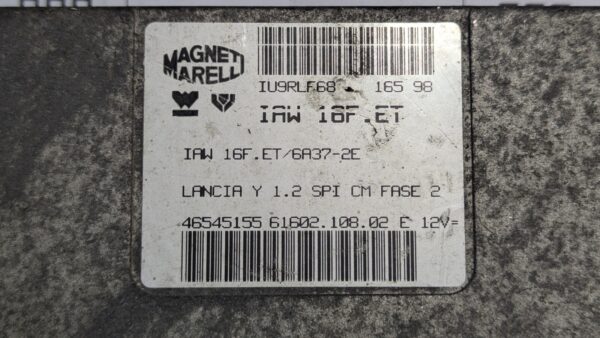 MAGNETI
MARELLI
IU9RLF68 165 98
IAW 16F.ET
IAW 16F.ET/6A37-2E
LANCIA Y 1.2 SPI CM FASE 2
46545155 61602.108.02 E 12V=